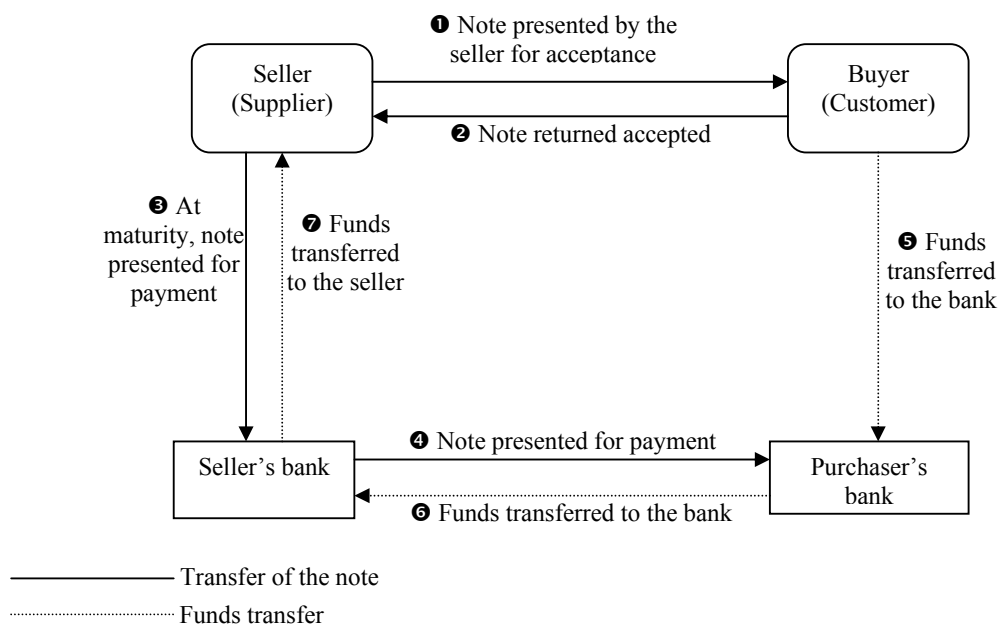 ❶ Note presented by the
seller for acceptance
Seller
(Supplier)
Buyer
(Customer)
❷ Note returned accepted
❸ At
maturity, note
presented for
payment
❼ Funds
transferred
to the seller
❺ Funds
transferred
to the bank
❹ Note presented for payment
Seller’s bank
Purchaser’s
bank
❻ Funds transferred to the bank
Transfer of the note
Funds transfer